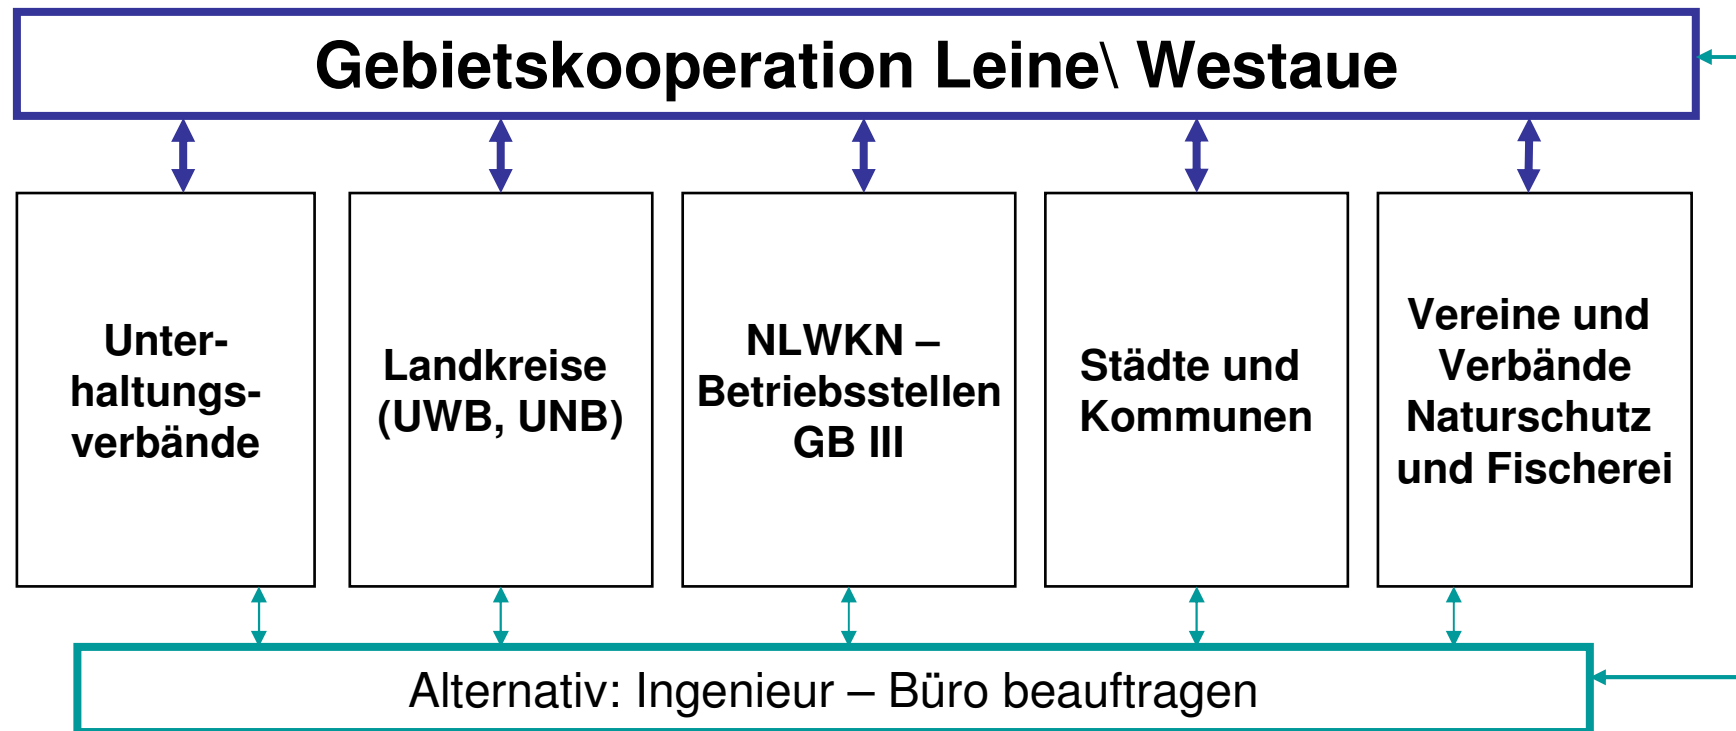 Gebietskooperation Leine\ Westaue
Unter-
haltungs-
verbände
Landkreise
(UWB, UNB)
NLWKN –
Betriebsstellen
GB III
Städte und
Kommunen
Vereine und
Verbände
Naturschutz
und Fischerei
Alternativ: Ingenieur – Büro beauftragen